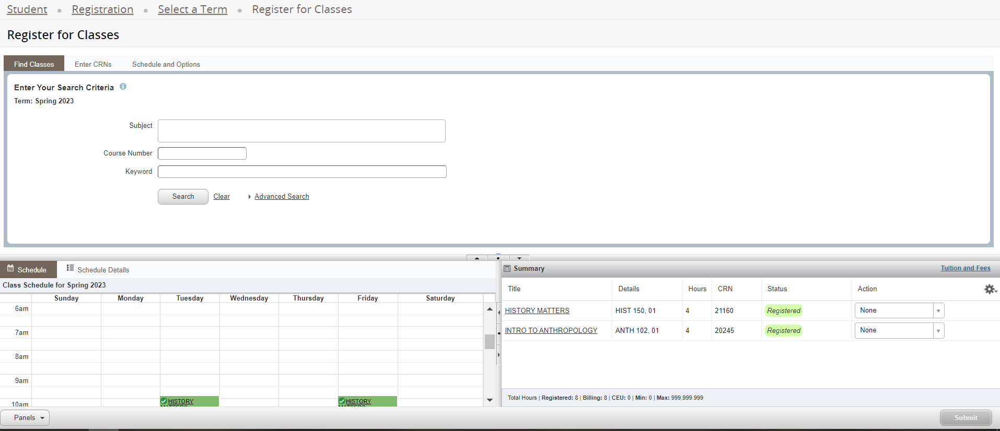 Student • Registration • Select a Term • Register for Classes
Register for Classes
Find Classes Enter CRNs Schedule and Options
Enter Your Search Criteria
Term: Spring 2023
Subject
Course Number
Keyword
Search Clear Advanced Search
Schedule Schedule Details
Class Schedule for Spring 2023
Sunday Monday Tuesday Wednesday Thursday Friday Saturday
6am
7am
8am
9am
10am
HISTORY MATTERS
HISTORY MATTERS
Summary Tuition and Fees
Title Details Hours CRN Status Action
HISTORY MATTERS HIST 150, 01 4 21160 Registered None
INTRO TO ANTHROPOLOGY ANTH 102, 01 4 20245 Registered None
Total Hours | Registered: 8 | Billing: 8 | CEU: 0 | Min: 0 | Max: 999,999.999
Panels Submit